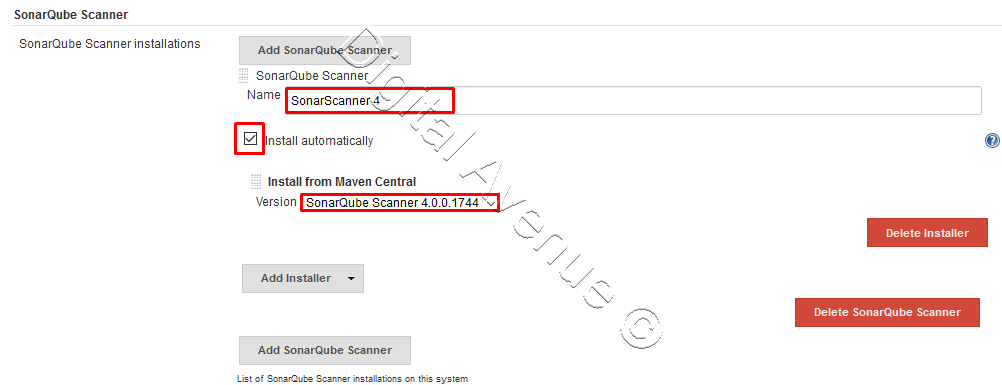 SonarQube Scanner
SonarQube Scanner installations
Add SonarQube Scanner
SonarQube Scanner
Name
SonarScanner 4
Install automatically
Install from Maven Central
Version
SonarQube Scanner 4.0.0.1744
Delete Installer
Add Installer
Delete SonarQube Scanner
Add SonarQube Scanner
List of SonarQube Scanner installations on this system
Digital Avenue ©